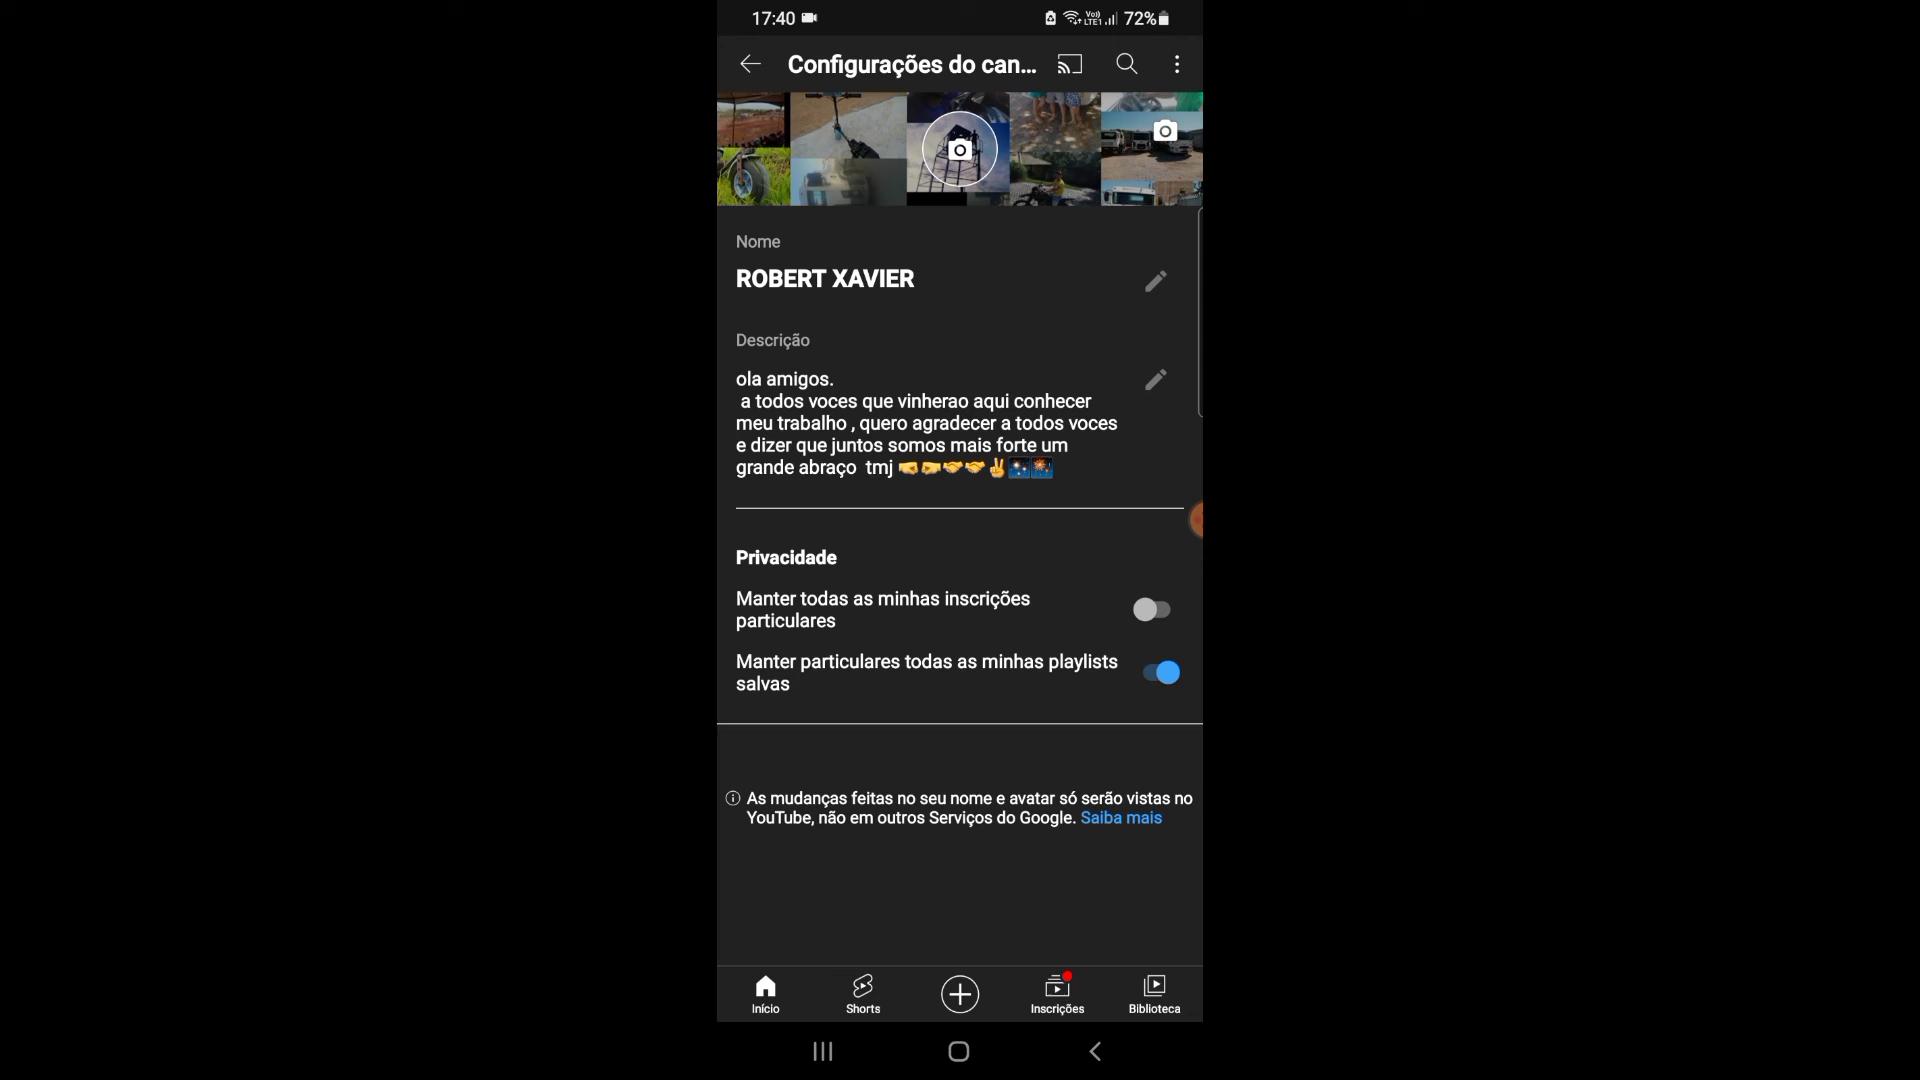 17:40
Vo))
LTE1
72%
Configurações do can...
Nome
ROBERT XAVIER
Descrição
ola amigos.
a todos voces que vinherao aqui conhecer
meu trabalho , quero agradecer a todos voces
e dizer que juntos somos mais forte um
grande abraço  tmj 🤜🤛🤝🤝✌️🎇🎆
Privacidade
Manter todas as minhas inscrições
particulares
Manter particulares todas as minhas playlists
salvas
As mudanças feitas no seu nome e avatar só serão vistas no
YouTube, não em outros Serviços do Google. Saiba mais
Início
Shorts
Inscrições
Biblioteca